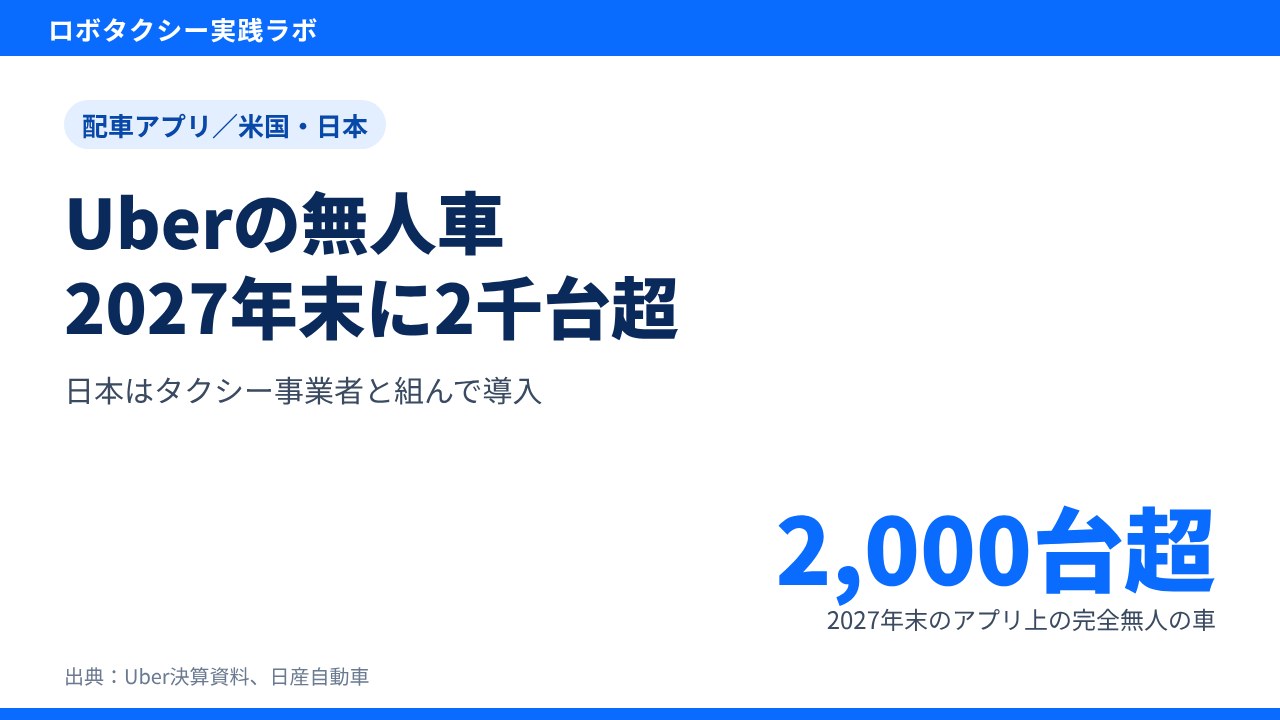 ロボタクシー実践ラボ
配車アプリ／米国・日本
Uberの無人車
2027年末に2千台超
日本はタクシー事業者と組んで導入
2,000台超
2027年末のアプリ上の完全無人の車
出典：Uber決算資料、日産自動車